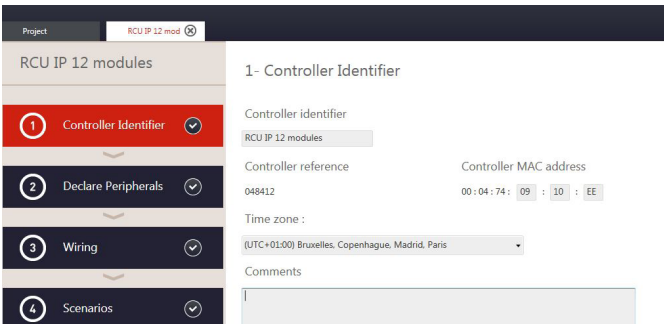 Project
RCU IP 12 mod
RCU IP 12 modules
1 Controller Identifier
2 Declare Peripherals
3 Wiring
4 Scenarios
1- Controller Identifier
Controller identifier
RCU IP 12 modules
Controller reference
048412
Controller MAC address
00 : 04 : 74 : 09 : 10 : EE
Time zone :
(UTC+01:00) Bruxelles, Copenhague, Madrid, Paris
Comments